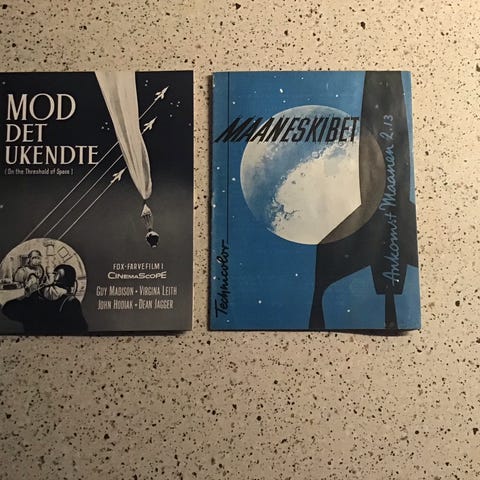 MOD
DET
UKENDTE
(On the Threshold of Space)
FOX-FARVEFILM I
CINEMASCOPE
GUY MADISON • VIRGINA LEITH
JOHN HODIAK • DEAN JAGGER
MAANESKIBET
Ankomst Maanen 2.13
Technicolor